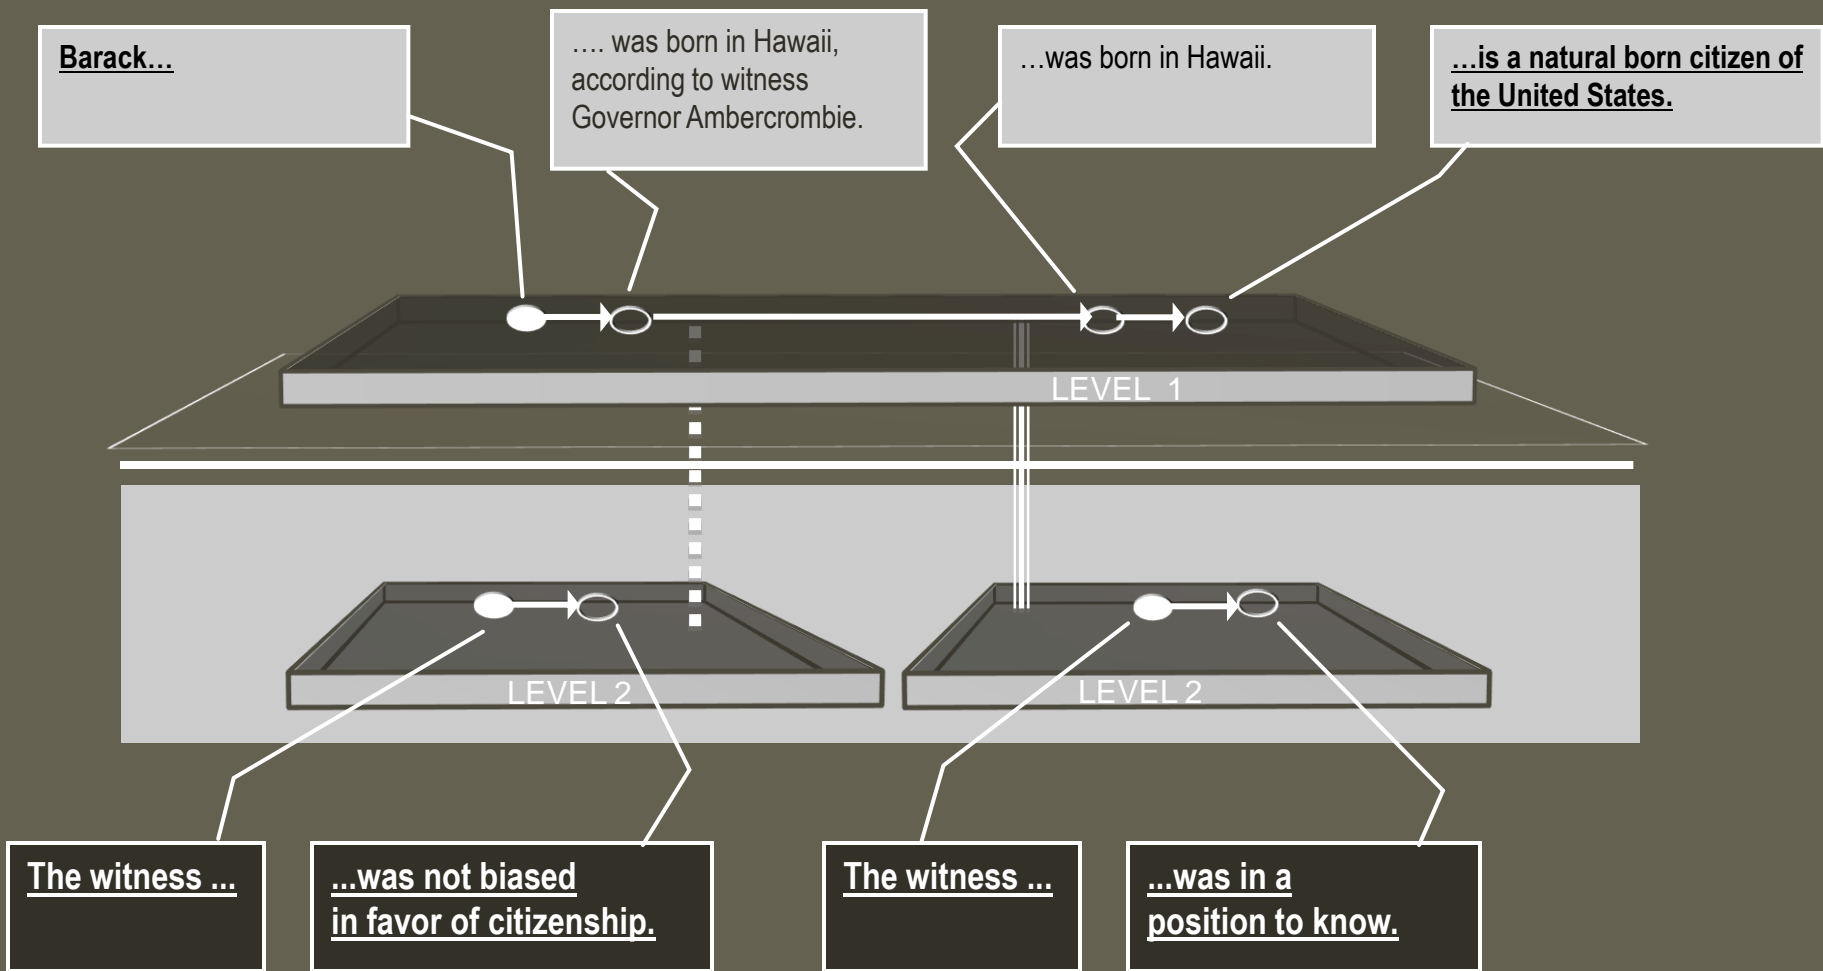 Barack…
…. was born in Hawaii,
according to witness
Governor Ambercrombie.
…was born in Hawaii.
…is a natural born citizen of
the United States.
LEVEL 1
LEVEL 2
LEVEL 2
The witness ...
...was not biased
in favor of citizenship.
The witness ...
...was in a
position to know.